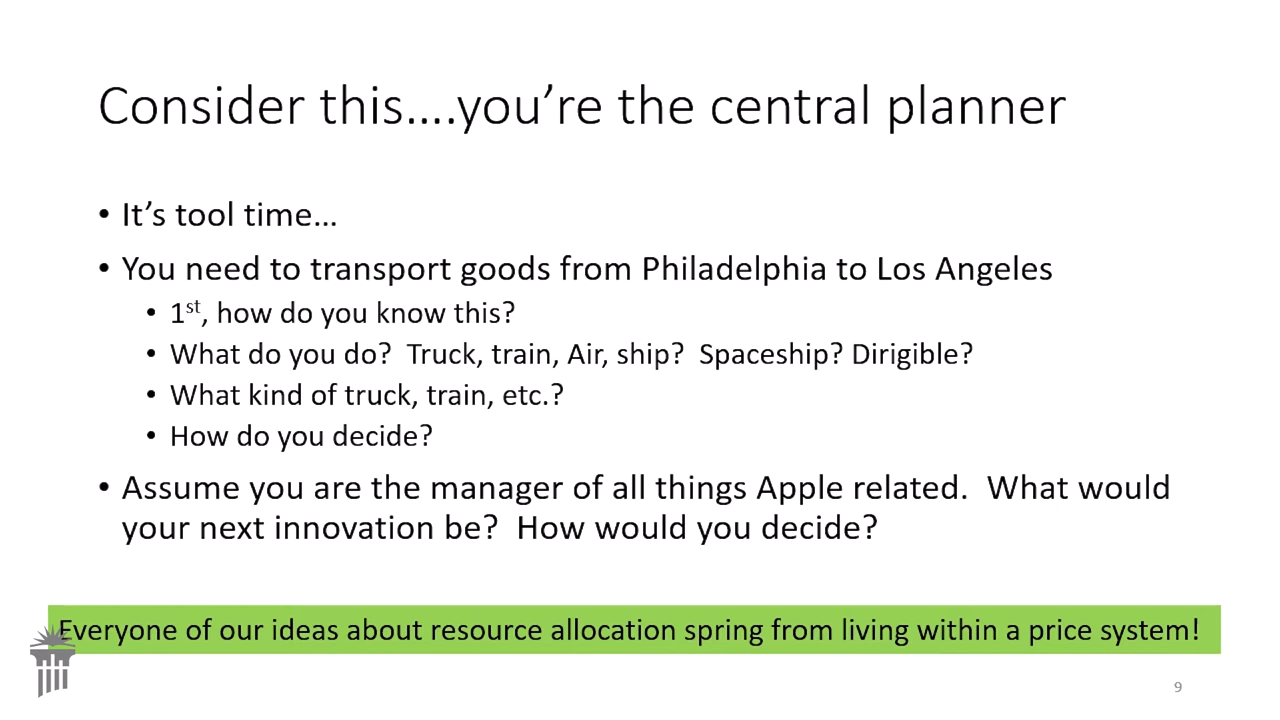 Consider this....you’re the central planner
• It’s tool time…
• You need to transport goods from Philadelphia to Los Angeles
• 1st, how do you know this?
• What do you do?  Truck, train, Air, ship?  Spaceship? Dirigible?
• What kind of truck, train, etc.?
• How do you decide?
• Assume you are the manager of all things Apple related.  What would
your next innovation be?  How would you decide?
Everyone of our ideas about resource allocation spring from living within a price system!
9